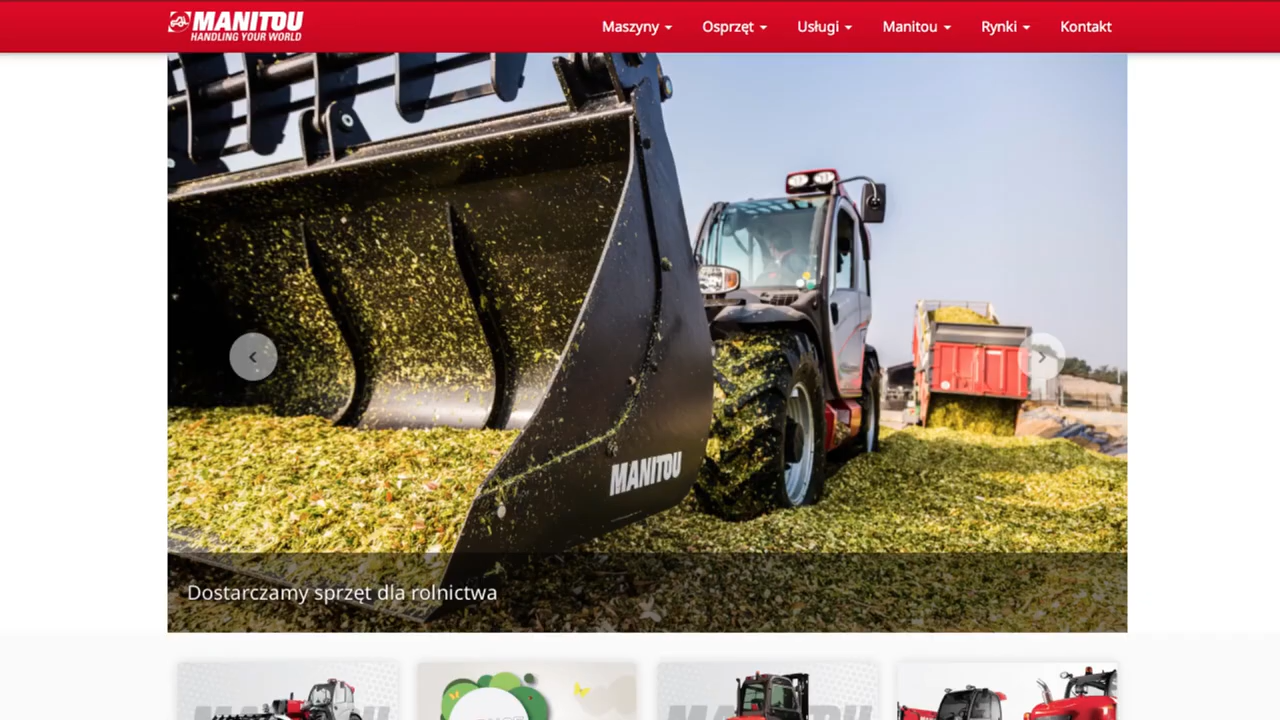 MANITOU
HANDLING YOUR WORLD
Maszyny
Osprzęt
Usługi
Manitou
Rynki
Kontakt
MANITOU
Dostarczamy sprzęt dla rolnictwa